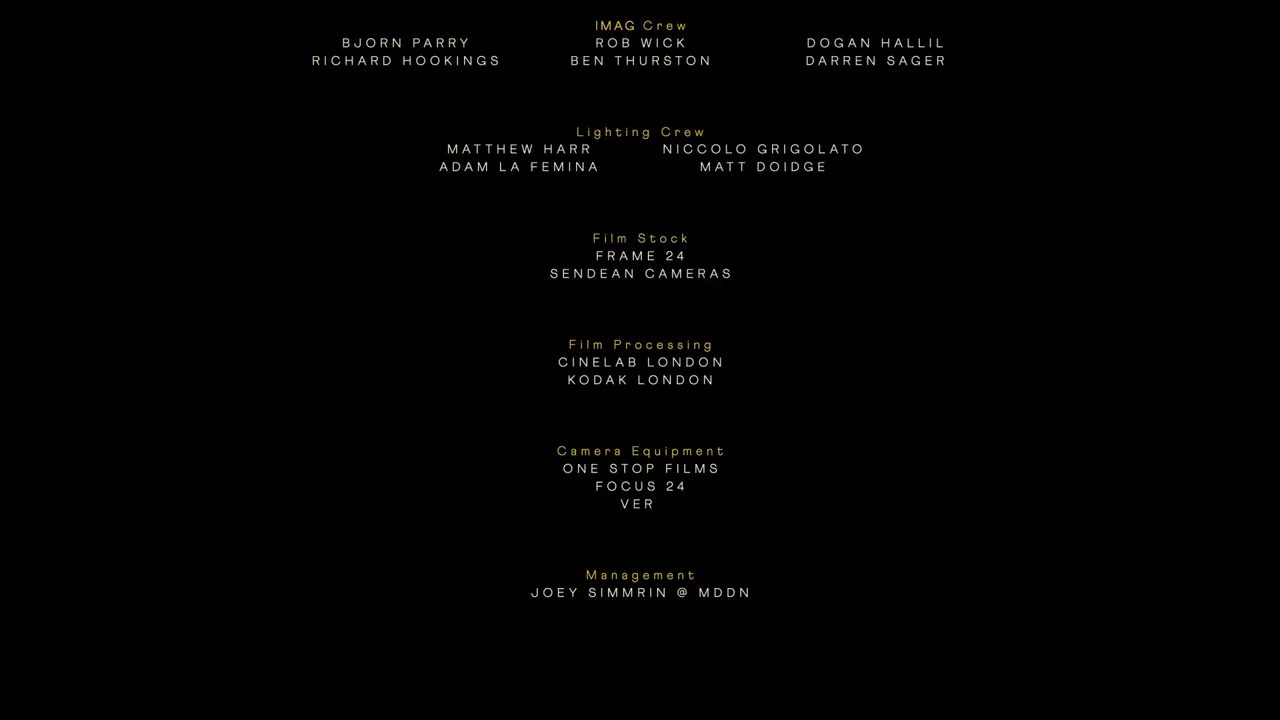 IMAG Crew
BJORN PARRY ROB WICK DOGAN HALLIL
RICHARD HOOKINGS BEN THURSTON DARREN SAGER
Lighting Crew
MATTHEW HARR NICCOLO GRIGOLATO
ADAM LA FEMINA MATT DOIDGE
Film Stock
FRAME 24
SENDEAN CAMERAS
Film Processing
CINELAB LONDON
KODAK LONDON
Camera Equipment
ONE STOP FILMS
FOCUS 24
VER
Management
JOEY SIMMRIN @ MDDN